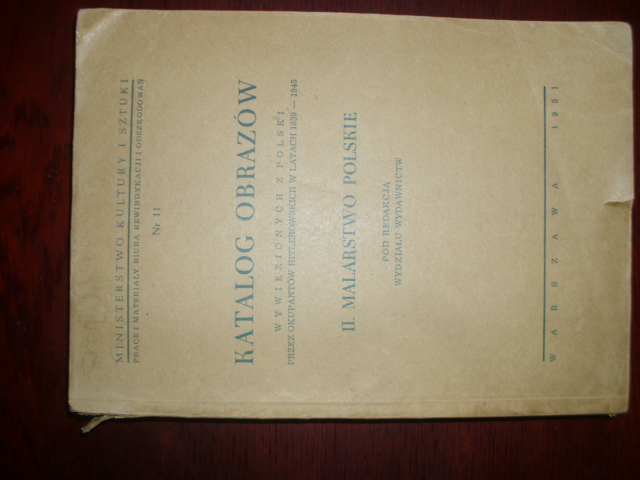 MINISTERSTWO KULTURY I SZTUKI
PRACE I MATERIAŁY BIURA REWINDYKACJI I ODSZKODOWAŃ
Nr 11
KATALOG OBRAZÓW
WYWIEZIONYCH Z POLSKI
PRZEZ OKUPANTÓW HITLEROWSKICH W LATACH 1939 — 1945
II. MALARSTWO POLSKIE
POD REDAKCJĄ
WYDZIAŁU WYDAWNICTW
WARSZAWA 1951